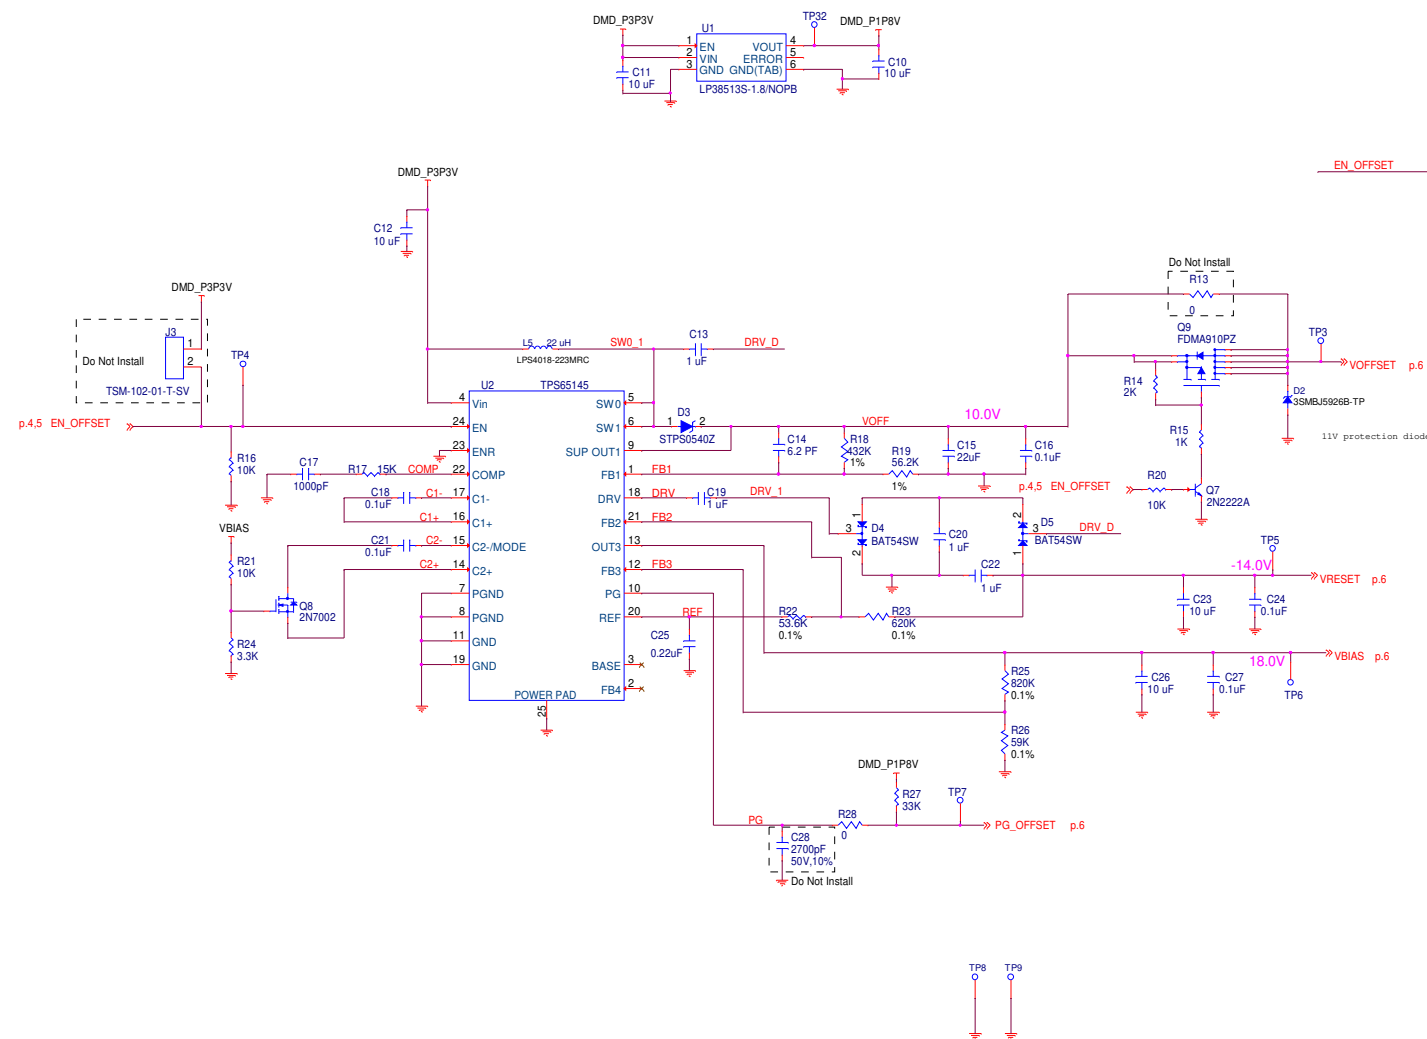 DMD_P3P3V
TP32
DMD_P1P8V
U1
1 EN VOUT 4
2 VIN ERROR 5
3 GND GND(TAB) 6
C11
10 uF
C10
10 uF
LP38513S-1.8/NOPB
EN_OFFSET
DMD_P3P3V
C12
10 uF
Do Not Install
R13
0
DMD_P3P3V
J3
1
2
Do Not Install
TSM-102-01-T-SV
TP4
L5 22 uH
LPS4018-223MRC
SW0_1
C13
1 uF
DRV_D
Q9
FDMA910PZ
TP3
VOFFSET p.6
R14
2K
D2
3SMBJ5926B-TP
11V protection diode
R15
1K
U2
TPS65145
4 Vin
24 EN
23 ENR
22 COMP
17 C1-
16 C1+
15 C2-/MODE
14 C2+
7 PGND
8 PGND
11 GND
19 GND
SW0 5
SW1 6
SUP OUT1 9
FB1 1
DRV 18
FB2 21
OUT3 13
FB3 12
PG 10
REF 20
BASE 3
FB4 2
POWER PAD
25
p.4,5 EN_OFFSET
R16
10K
C17
1000pF
R17 15K
COMP
C18
0.1uF
C1-
C1+
VBIAS
C21
0.1uF
C2-
C2+
R21
10K
Q8
2N7002
R24
3.3K
D3
1 2
STPS0540Z
VOFF
10.0V
C14
6.2 PF
R18
432K
1%
R19
56.2K
1%
C15
22uF
C16
0.1uF
FB1
DRV
C19
1 uF
DRV_1
FB2
FB3
REF
p.4,5 EN_OFFSET
R20
10K
Q7
2N2222A
1
3
2
D4
BAT54SW
C20
1 uF
2
3
1
D5
BAT54SW
DRV_D
C22
1 uF
TP5
-14.0V
VRESET p.6
C23
10 uF
C24
0.1uF
C25
0.22uF
R22
53.6K
0.1%
R23
620K
0.1%
VBIAS p.6
18.0V
TP6
R25
820K
0.1%
C26
10 uF
C27
0.1uF
R26
59K
0.1%
DMD_P1P8V
R27
33K
TP7
PG
R28
0
PG_OFFSET p.6
C28
2700pF
50V,10%
Do Not Install
TP8
TP9